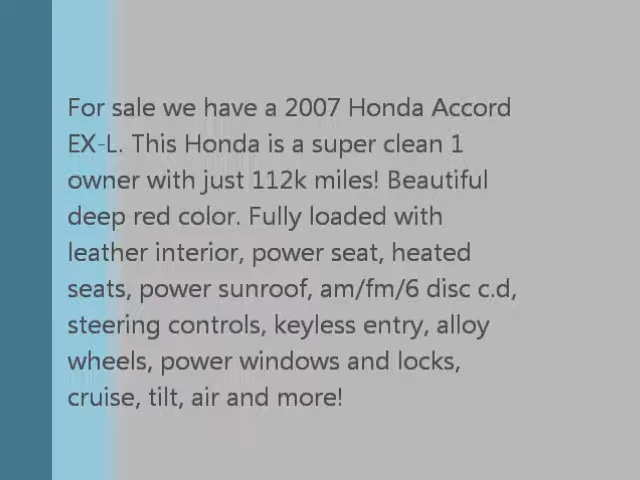 For sale we have a 2007 Honda Accord
EX-L. This Honda is a super clean 1
owner with just 112k miles! Beautiful
deep red color. Fully loaded with
leather interior, power seat, heated
seats, power sunroof, am/fm/6 disc c.d,
steering controls, keyless entry, alloy
wheels, power windows and locks,
cruise, tilt, air and more!